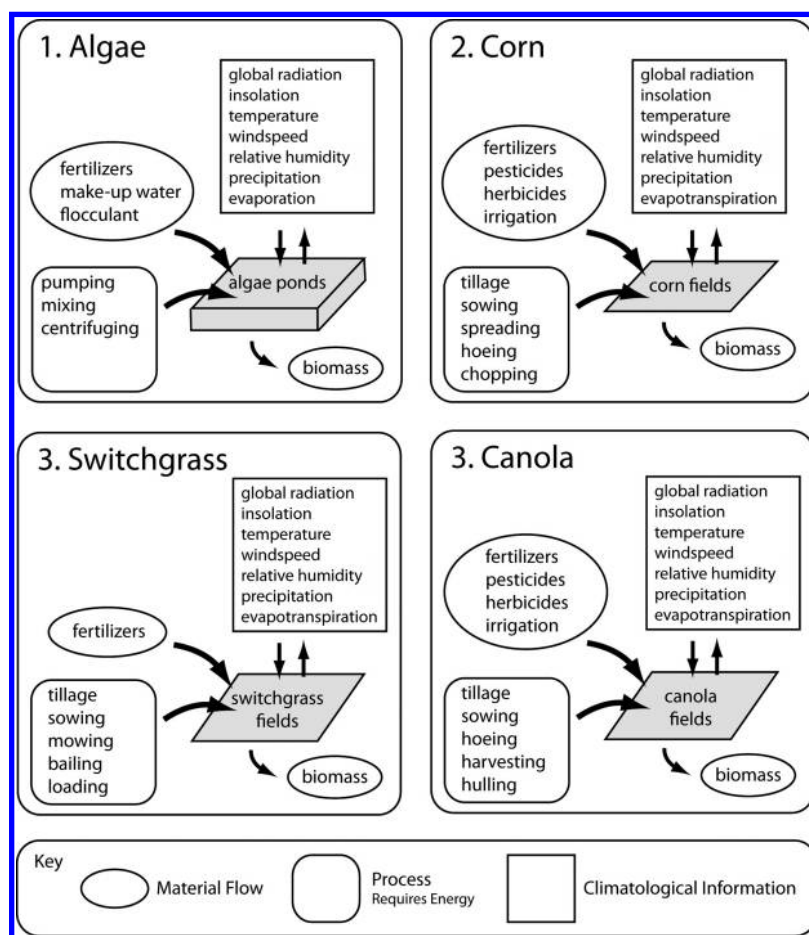 1. Algae
global radiation
insolation
temperature
windspeed
relative humidity
precipitation
evaporation
fertilizers
make-up water
flocculant
pumping
mixing
centrifuging
algae ponds
biomass
2. Corn
global radiation
insolation
temperature
windspeed
relative humidity
precipitation
evapotranspiration
fertilizers
pesticides
herbicides
irrigation
tillage
sowing
spreading
hoeing
chopping
corn fields
biomass
3. Switchgrass
global radiation
insolation
temperature
windspeed
relative humidity
precipitation
evapotranspiration
fertilizers
tillage
sowing
mowing
bailing
loading
switchgrass
fields
biomass
3. Canola
global radiation
insolation
temperature
windspeed
relative humidity
precipitation
evapotranspiration
fertilizers
pesticides
herbicides
irrigation
tillage
sowing
hoeing
harvesting
hulling
canola
fields
biomass
Key
Material Flow
Process
Requires Energy
Climatological Information